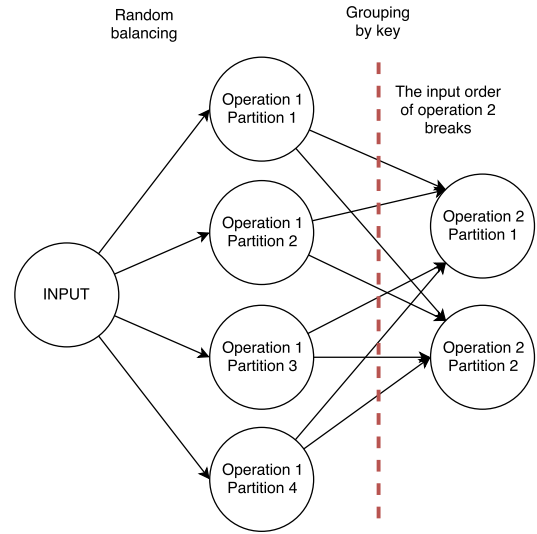 Random
balancing
Grouping
by key
The input order
of operation 2
breaks
INPUT
Operation 1
Partition 1
Operation 1
Partition 2
Operation 1
Partition 3
Operation 1
Partition 4
Operation 2
Partition 1
Operation 2
Partition 2